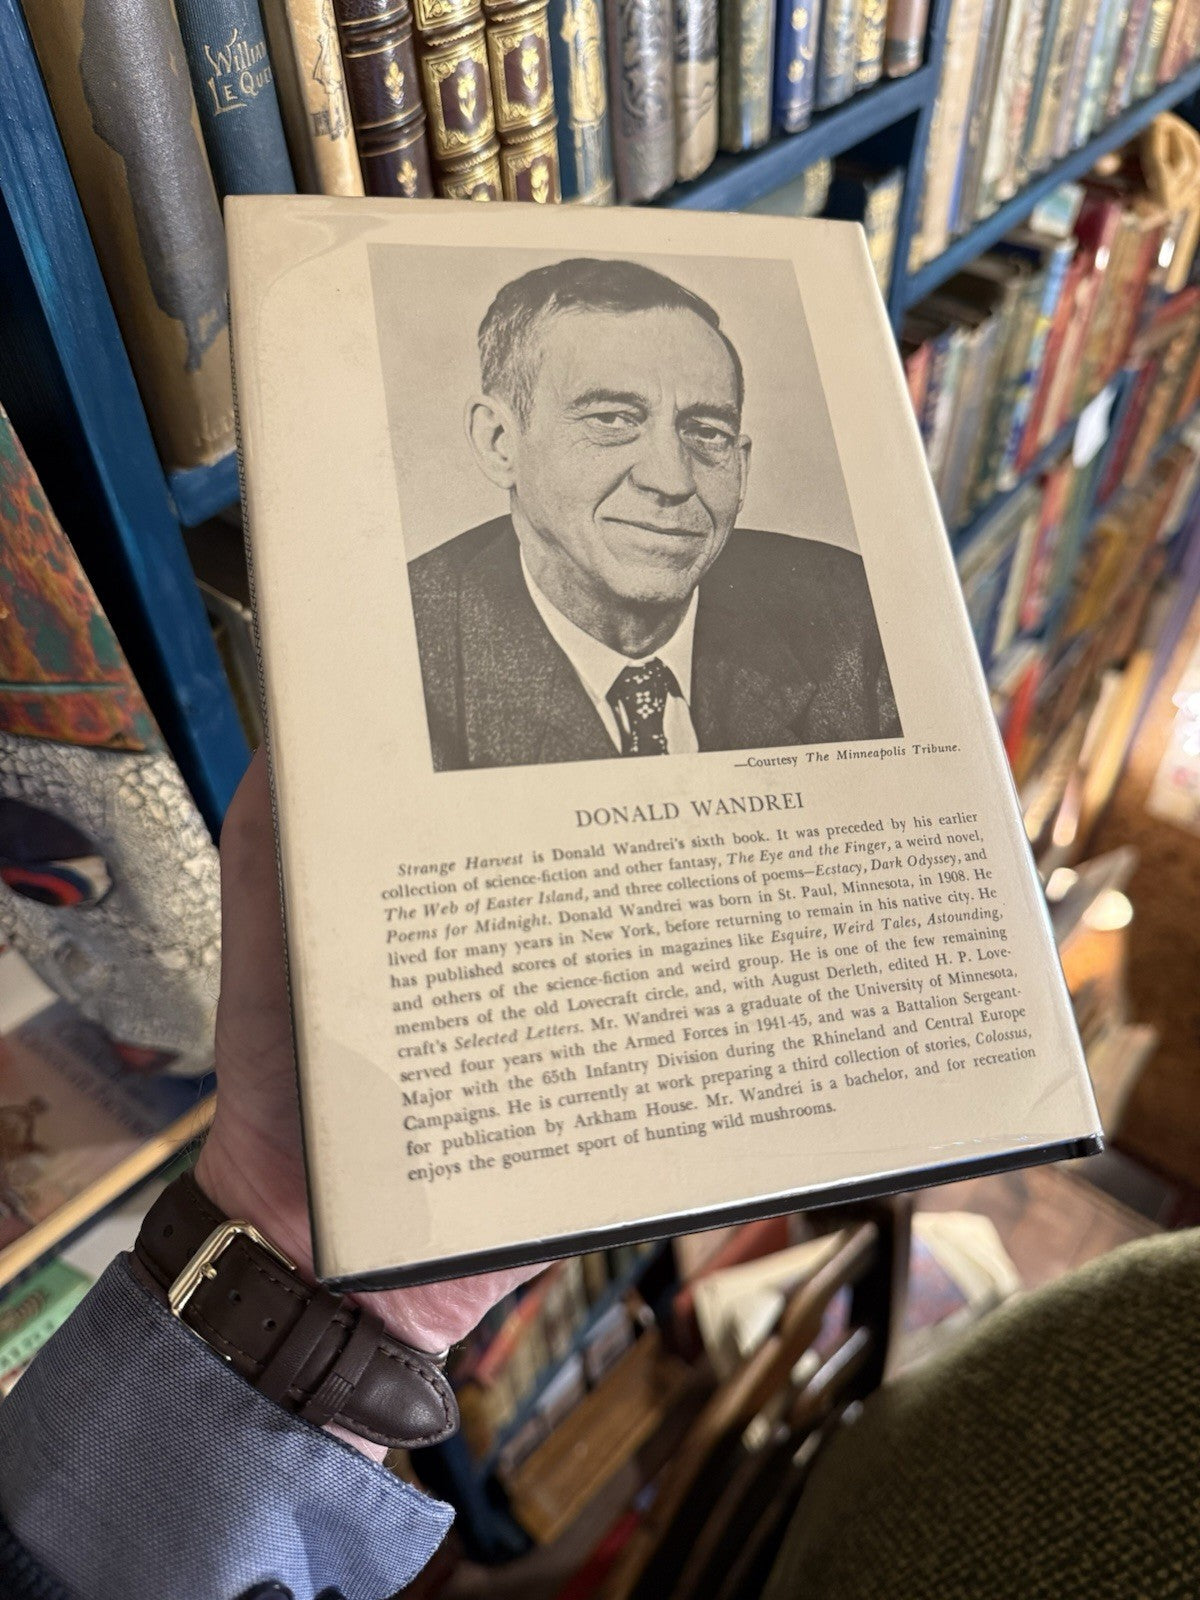 William
Le Que
—Courtesy The Minneapolis Tribune.
DONALD WANDREI
Strange Harvest is Donald Wandrei's sixth book. It was preceded by his earlier
collection of science-fiction and other fantasy, The Eye and the Finger, a weird novel,
The Web of Easter Island, and three collections of poems—Ecstacy, Dark Odyssey, and
Poems for Midnight. Donald Wandrei was born in St. Paul, Minnesota, in 1908. He
lived for many years in New York, before returning to remain in his native city. He
has published scores of stories in magazines like Esquire, Weird Tales, Astounding,
and others of the science-fiction and weird group. He is one of the few remaining
members of the old Lovecraft circle, and, with August Derleth, edited H. P. Love-
craft's Selected Letters. Mr. Wandrei was a graduate of the University of Minnesota,
served four years with the Armed Forces in 1941-45, and was a Battalion Sergeant-
Major with the 65th Infantry Division during the Rhineland and Central Europe
Campaigns. He is currently at work preparing a third collection of stories, Colossus,
for publication by Arkham House. Mr. Wandrei is a bachelor, and for recreation
enjoys the gourmet sport of hunting wild mushrooms.